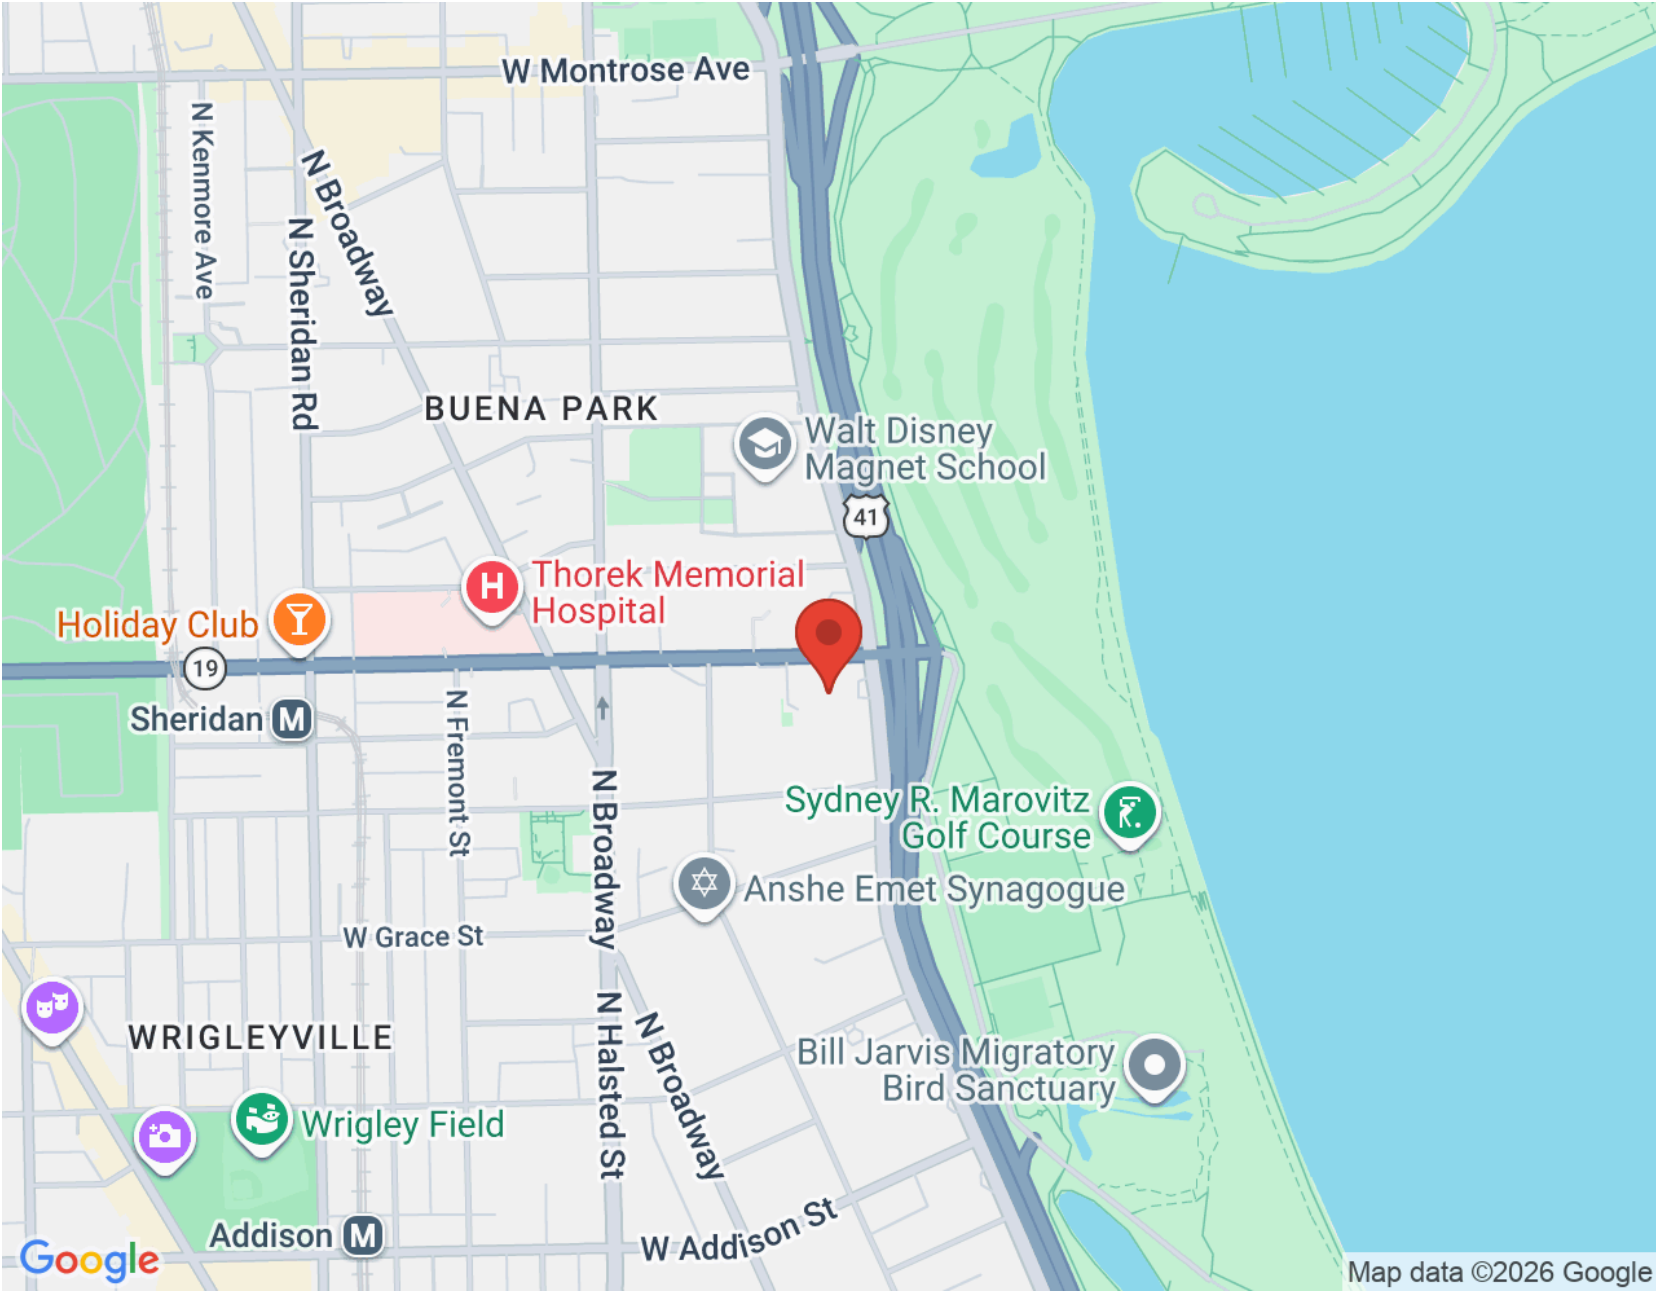 W Montrose Ave
N Kenmore Ave
N Broadway
N Sheridan Rd
BUENA PARK
Walt Disney
Magnet School
41
Thorek Memorial
Hospital
H
Holiday Club
19
Sheridan
M
N Fremont St
N Broadway
Sydney R. Marovitz
Golf Course
Anshe Emet Synagogue
W Grace St
WRIGLEYVILLE
N Halsted St
N Broadway
Bill Jarvis Migratory
Bird Sanctuary
Wrigley Field
Addison
M
W Addison St
Google
Map data ©2026 Google